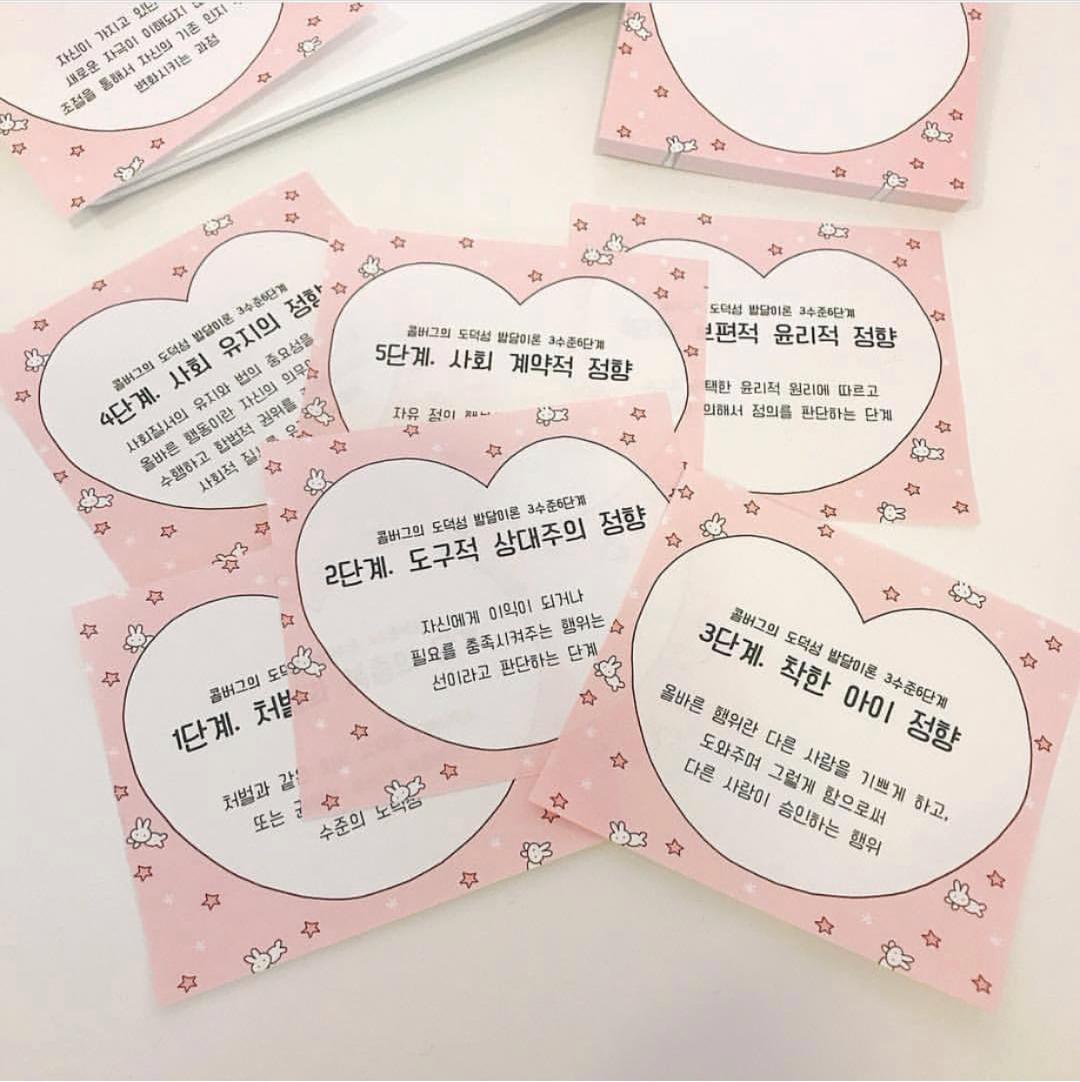 자신이 가지고 있던
새로운 자극이 이해되지
조절을 통해서 자신의 기존 인지
변화시키는 과정
콜버그의 도덕성 발달이론 3수준6단계
4단계. 사회 유지의 정향
사회질서의 유지와 법의 중요성을
올바른 행동이란 자신의
수행하고 합법적 권위를
사회적
콜버그의 도덕성 발달이론 3수준6단계
5단계. 사회 계약적 정향
자유 정의
3수준6단계
보편적 윤리적 정향
택한 윤리적 원리에 따르고
의해서 정의를 판단하는 단계
콜버그의
1단계. 처벌
처벌과 같은
또는
수준의 도덕성
콜버그의 도덕성 발달이론 3수준6단계
2단계. 도구적 상대주의 정향
자신에게 이익이 되거나
필요를 충족시켜주는 행위는
선이라고 판단하는 단계
콜버그의 도덕성 발달이론 3수준6단계
3단계. 착한 아이 정향
올바른 행위란 다른 사람을 기쁘게 하고,
도와주며 그렇게 함으로써
다른 사람이 승인하는 행위